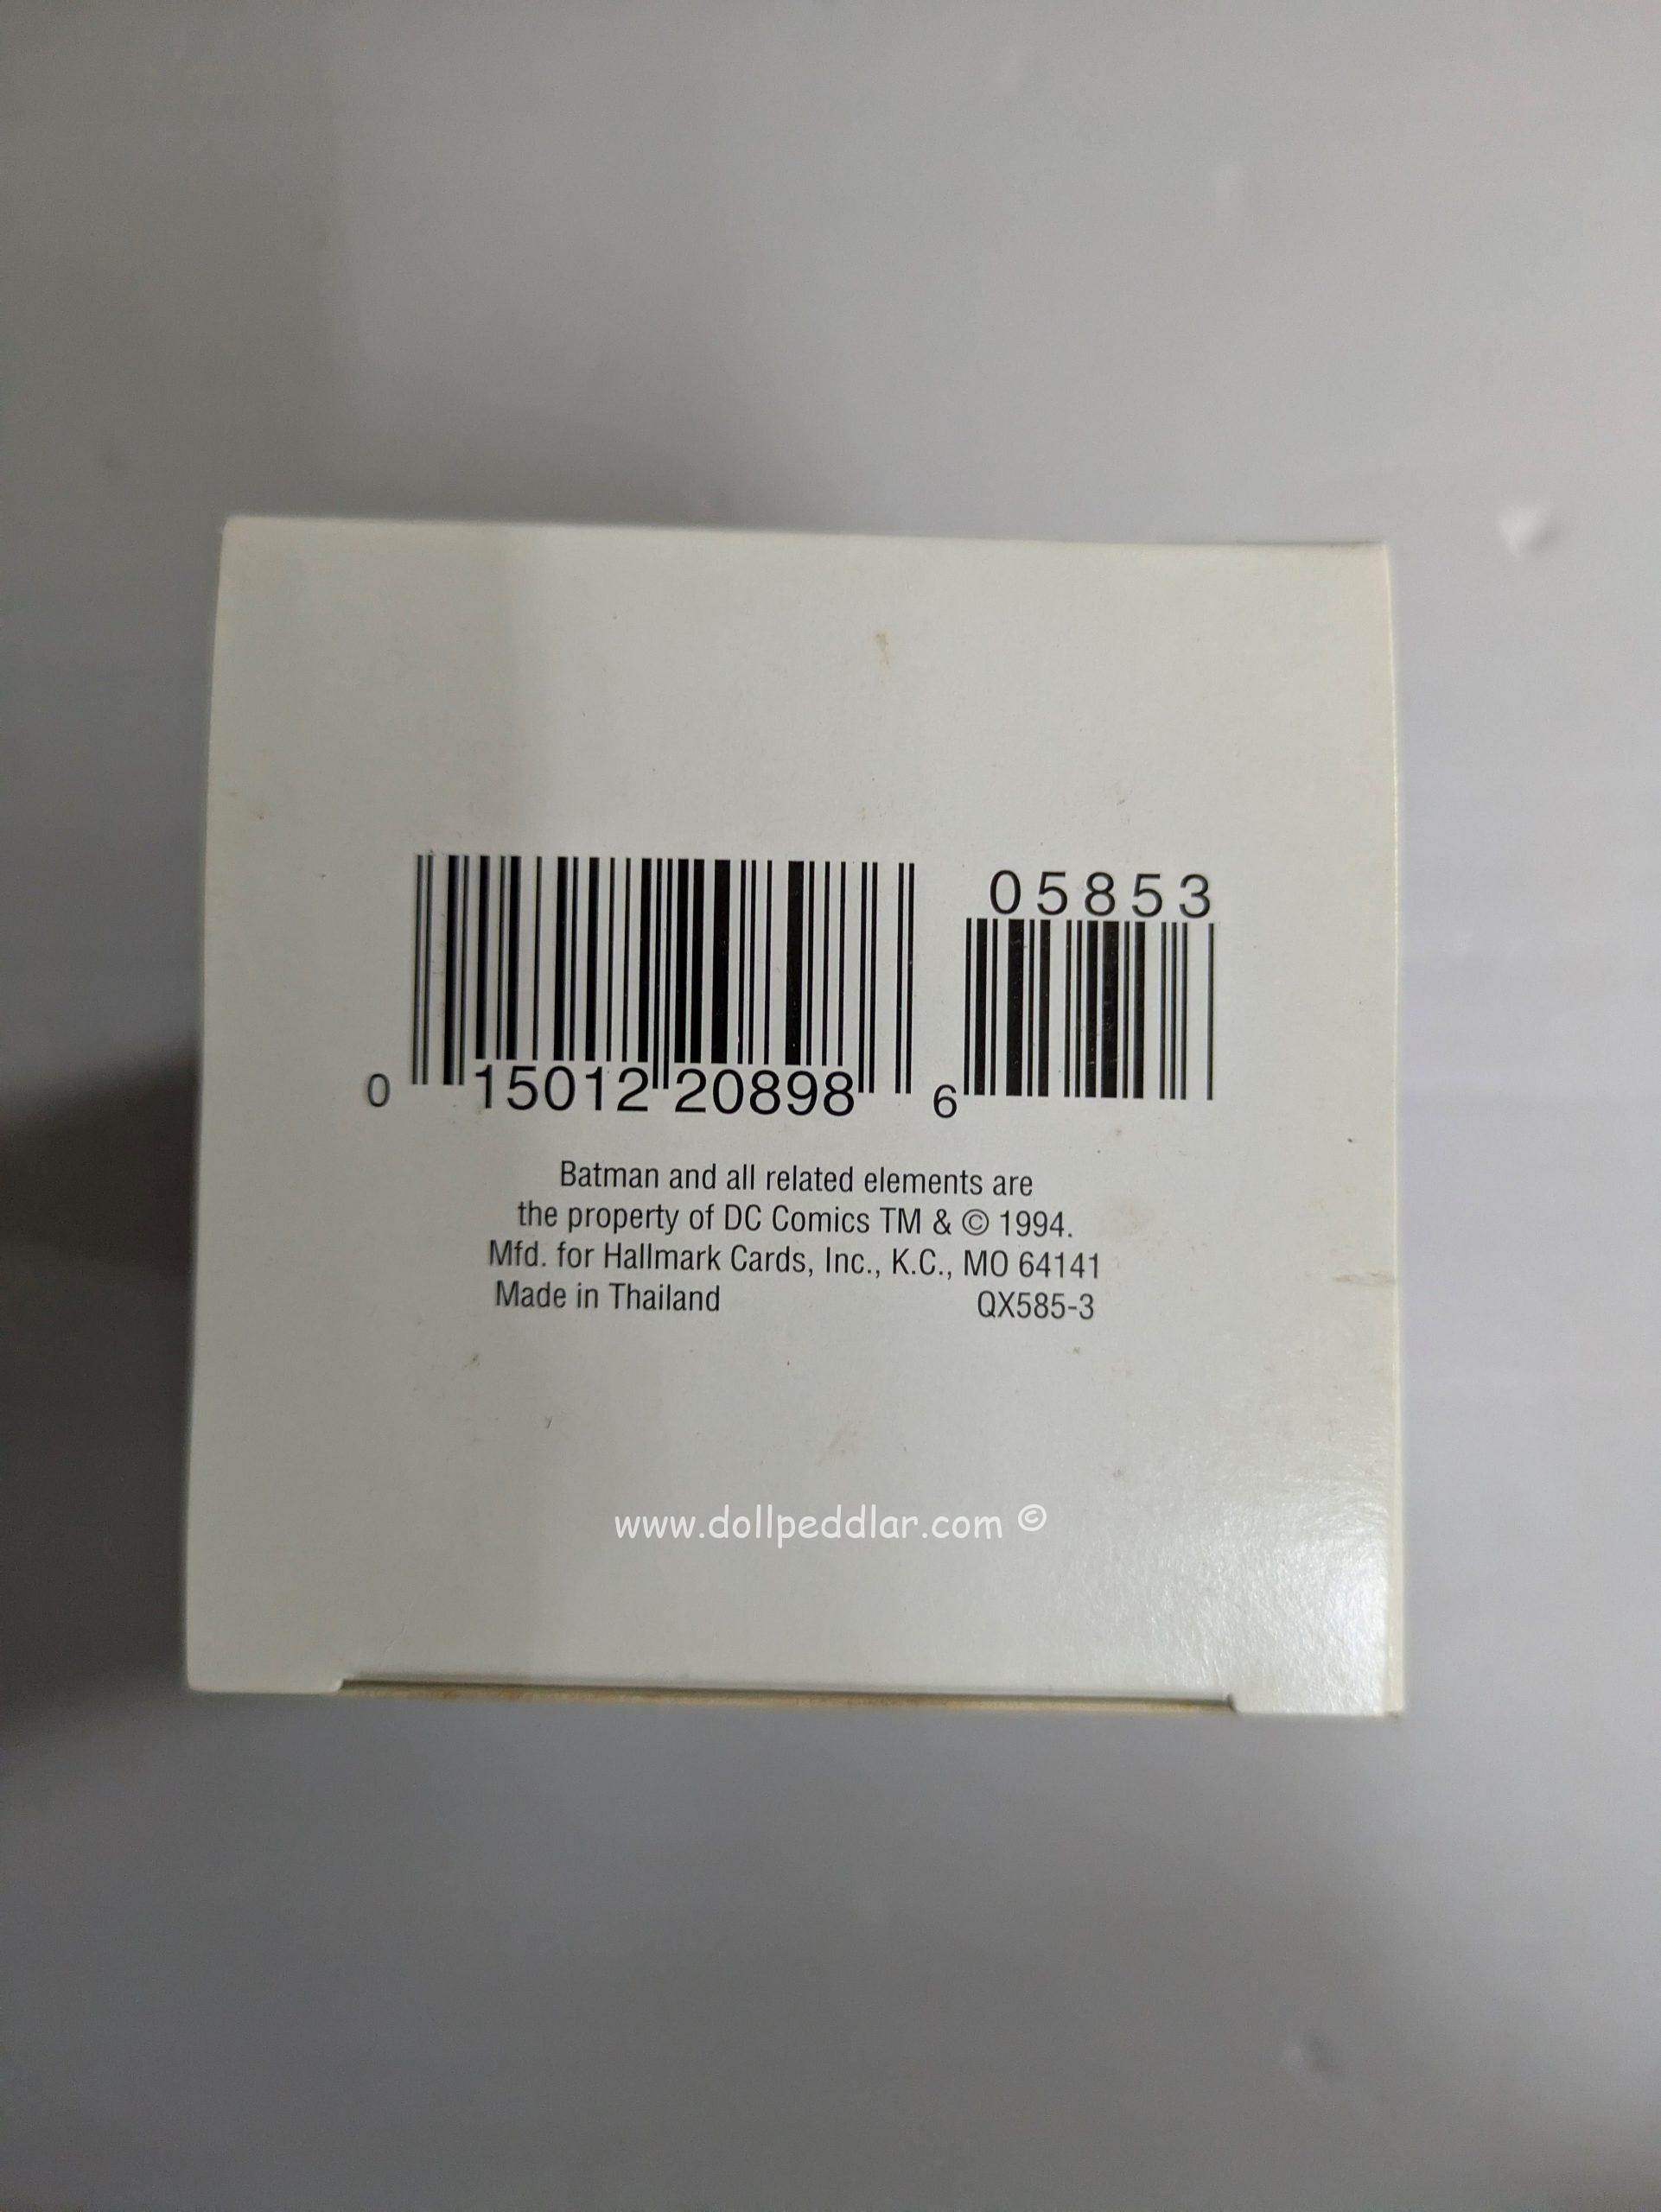 05853
0 15012 20898 6
Batman and all related elements are
the property of DC Comics TM & © 1994.
Mfd. for Hallmark Cards, Inc., K.C., MO 64141
Made in Thailand QX585-3
www.dollpeddlar.com ©